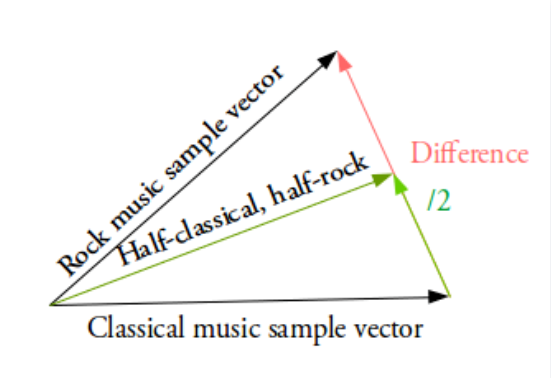 Rock music sample vector
Half-classical, half-rock
Difference
/2
Classical music sample vector